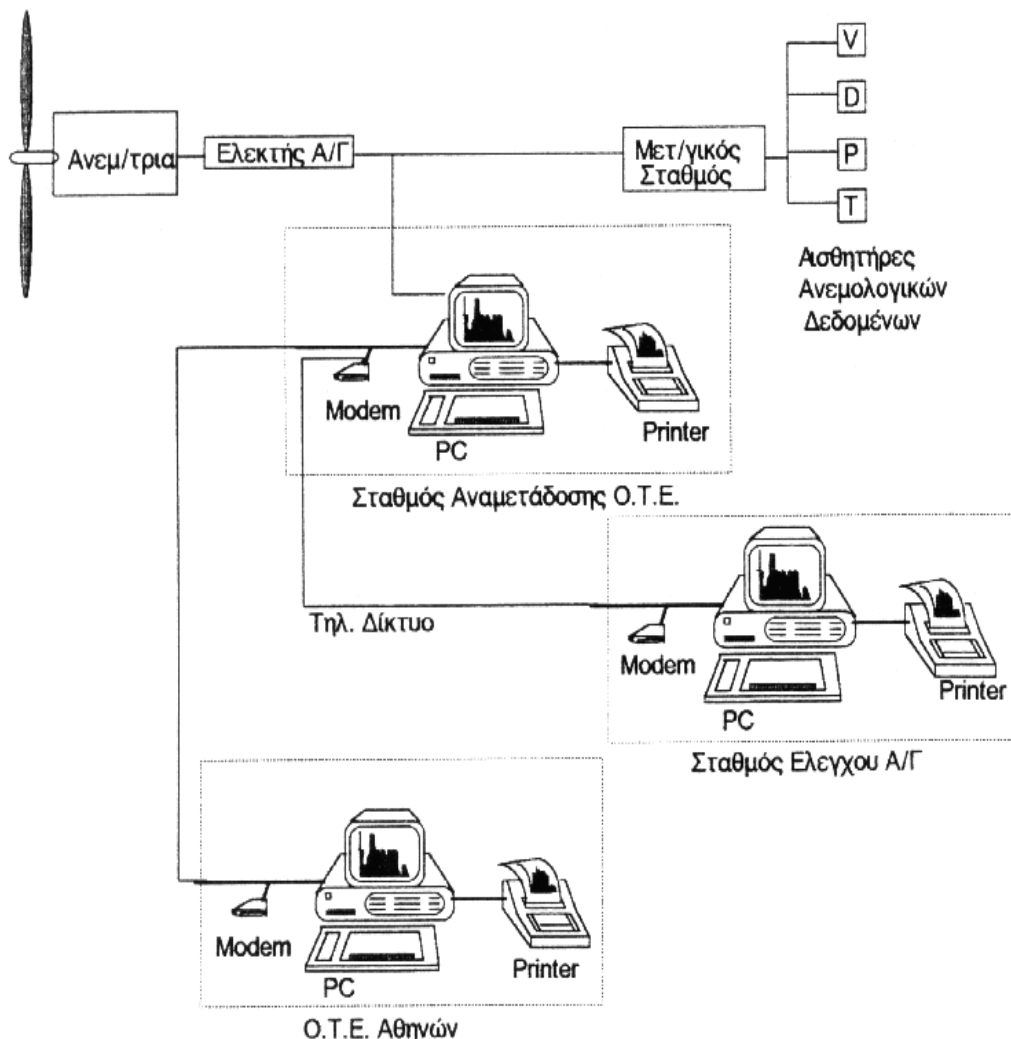 V
D
Ανεμ/τρια
Ελεκτής Α/Γ
Μετ/γικός
Σταθμός
P
T
Αισθητήρες
Ανεμολογικών
Δεδομένων
Modem
PC
Printer
Σταθμός Αναμετάδοσης Ο.Τ.Ε.
Τηλ. Δίκτυο
Modem
PC
Printer
Σταθμός Ελεγχου Α/Γ
Modem
PC
Printer
Ο.Τ.Ε. Αθηνών